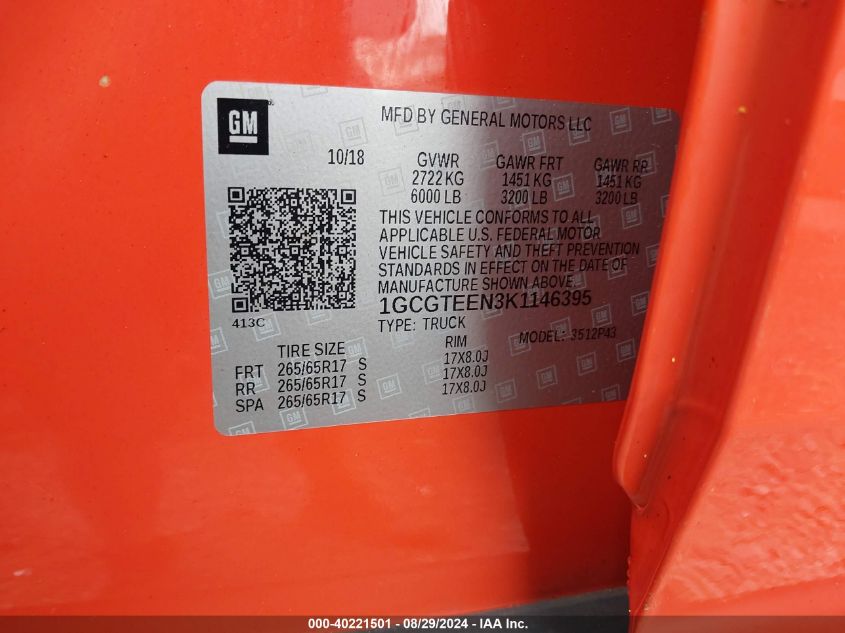 GM
MFD BY GENERAL MOTORS LLC
10/18
GVWR GAWR FRT GAWR RR
2722 KG 1451 KG 1451 KG
6000 LB 3200 LB 3200 LB
THIS VEHICLE CONFORMS TO ALL
APPLICABLE U.S. FEDERAL MOTOR
VEHICLE SAFETY AND THEFT PREVENTION
STANDARDS IN EFFECT ON THE DATE OF
MANUFACTURE SHOWN ABOVE.
1GCGTEEN3K1146395
413C
TYPE: TRUCK MODEL: 3512P43
TIRE SIZE RIM
FRT 265/65R17 S 17X8.0J
RR 265/65R17 S 17X8.0J
SPA 265/65R17 S 17X8.0J
000-40221501 - 08/29/2024 - IAA Inc.